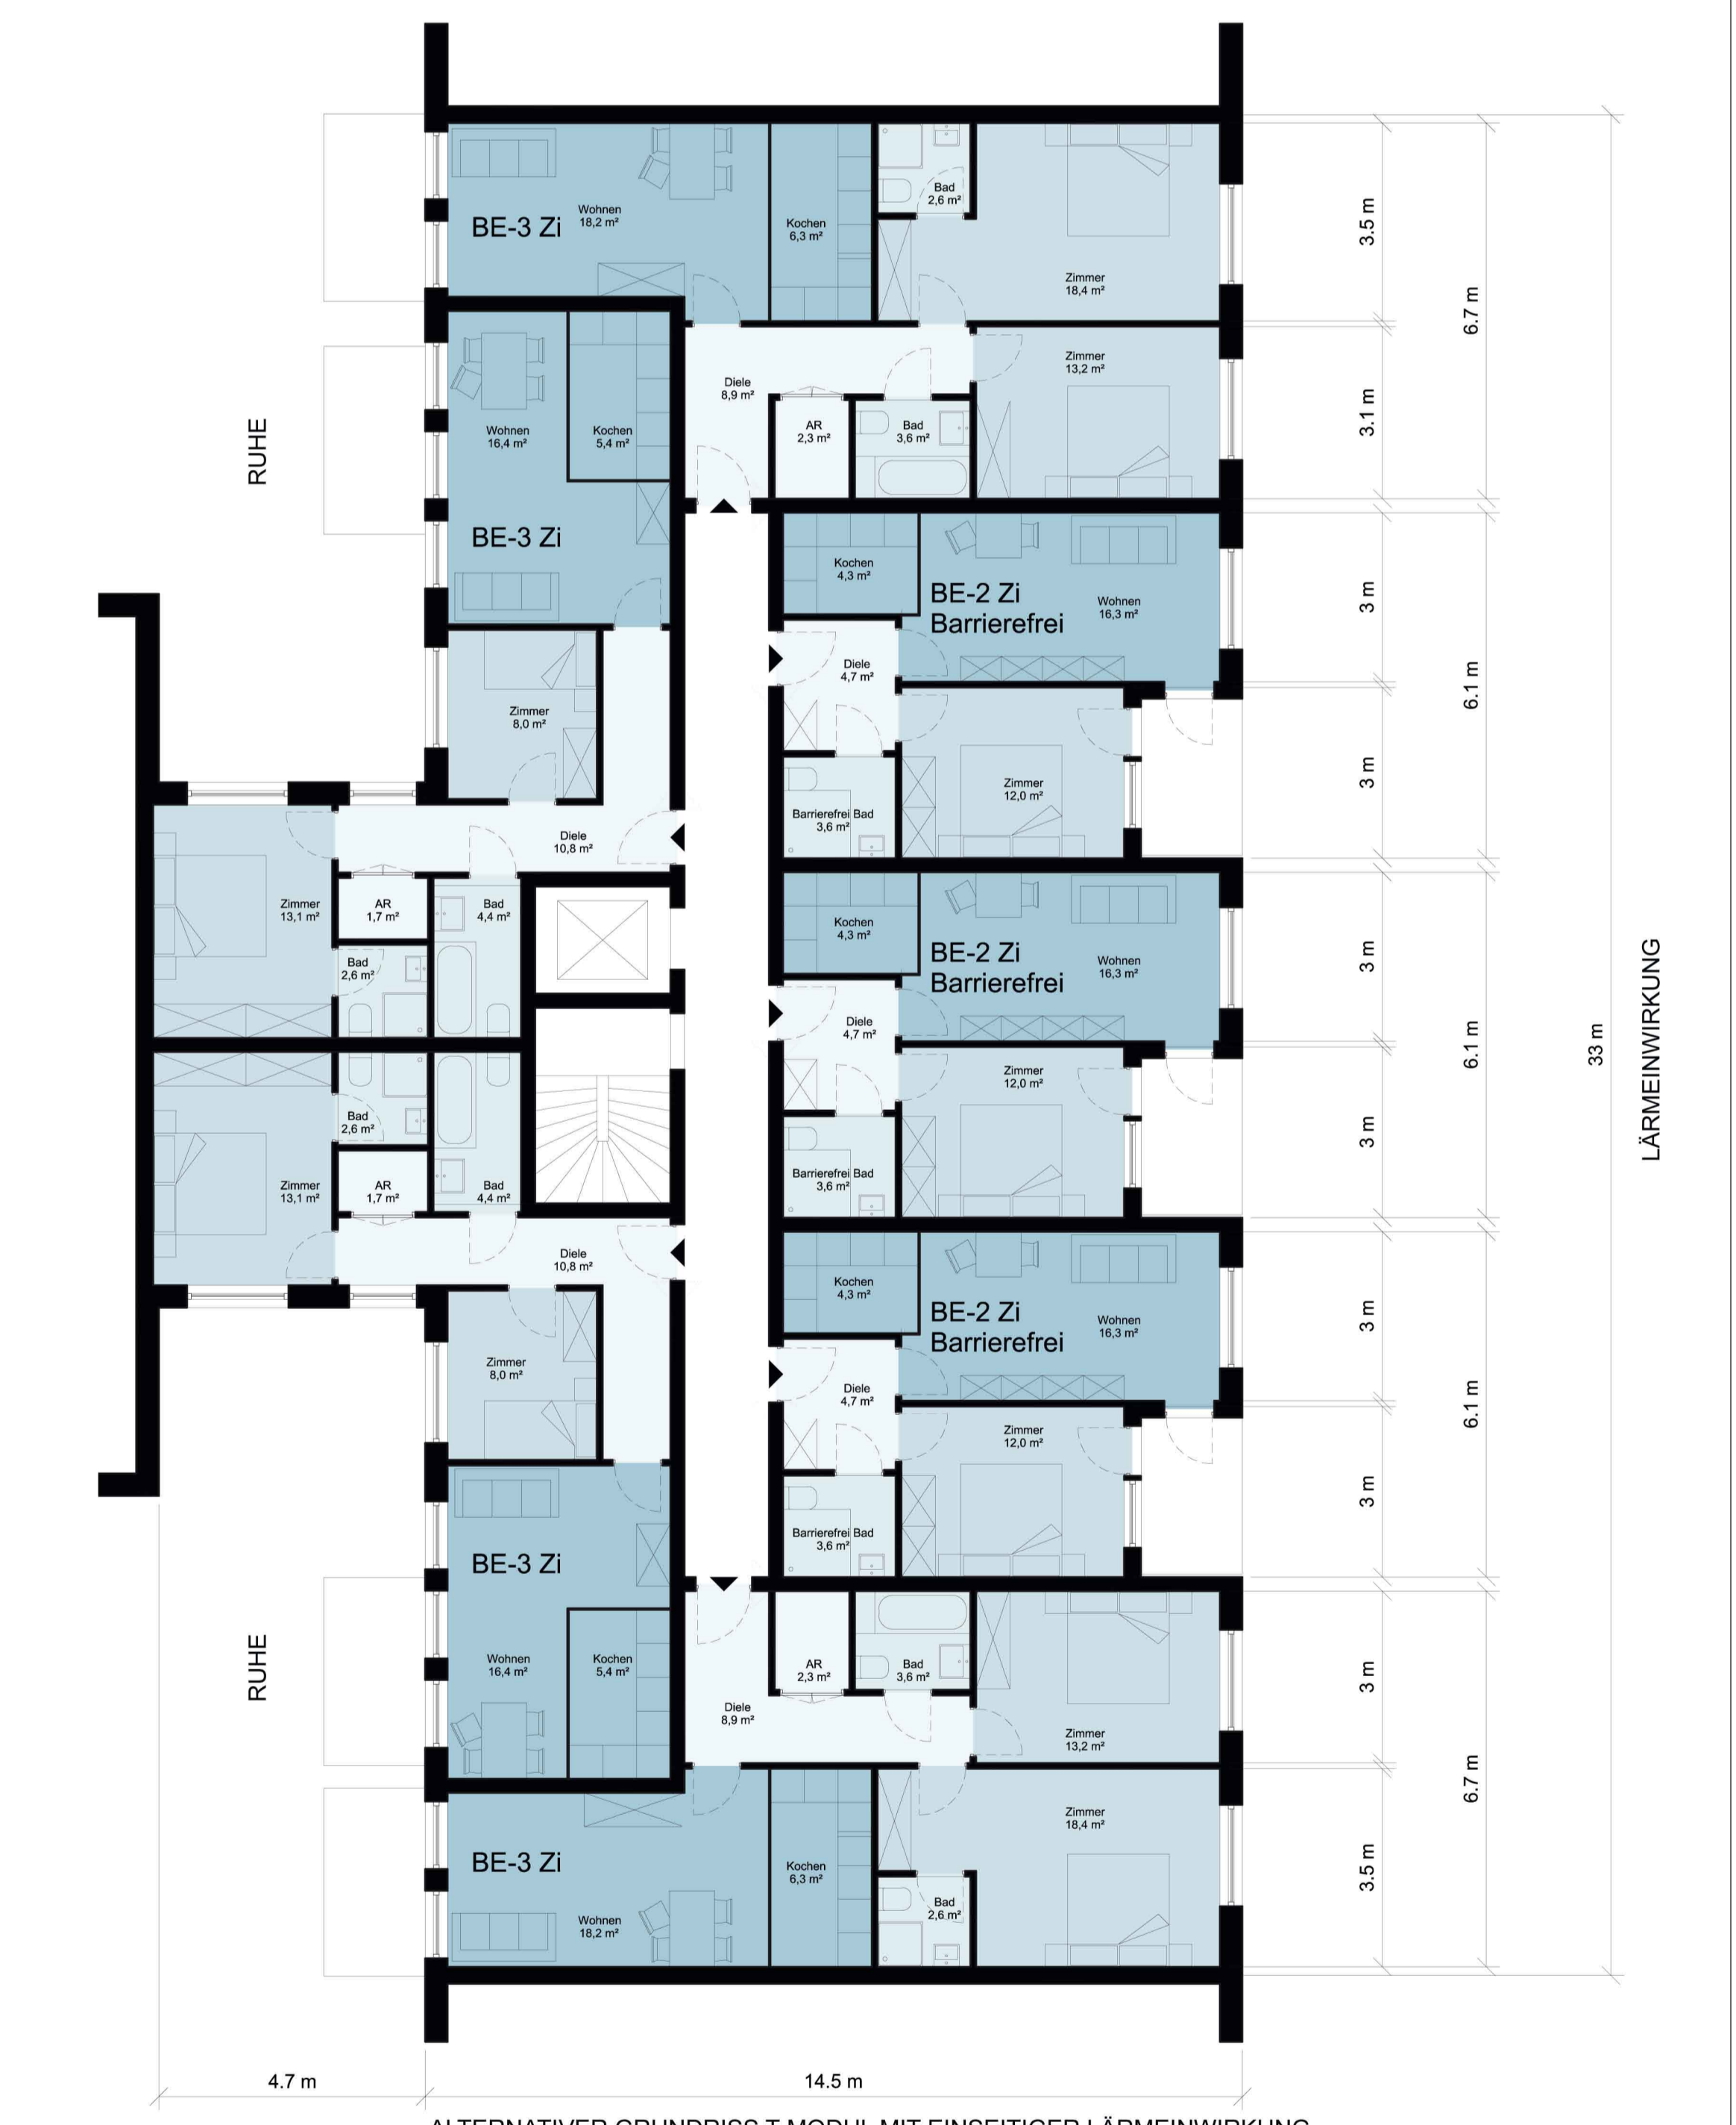 BE-3 Zi
Wohnen
18,2 m²
Kochen
6,3 m²
Bad
2,6 m²
Zimmer
18,4 m²
3.5 m
6.7 m
Diele
8,9 m²
Zimmer
13,2 m²
AR
2,3 m²
Bad
3,6 m²
3.1 m
RUHE
Wohnen
16,4 m²
Kochen
5,4 m²
BE-3 Zi
Zimmer
8,0 m²
Kochen
4,3 m²
BE-2 Zi
Barrierefrei
Wohnen
16,3 m²
3 m
Diele
4,7 m²
6.1 m
Barrierefrei Bad
3,6 m²
Zimmer
12,0 m²
3 m
Diele
10,8 m²
Zimmer
13,1 m²
AR
1,7 m²
Bad
4,4 m²
Bad
2,6 m²
Kochen
4,3 m²
BE-2 Zi
Barrierefrei
Wohnen
16,3 m²
3 m
Diele
4,7 m²
6.1 m
33 m
LÄRMEINWIRKUNG
Zimmer
12,0 m²
Barrierefrei Bad
3,6 m²
3 m
Bad
2,6 m²
Zimmer
13,1 m²
AR
1,7 m²
Bad
4,4 m²
Diele
10,8 m²
Kochen
4,3 m²
BE-2 Zi
Barrierefrei
Wohnen
16,3 m²
3 m
Zimmer
8,0 m²
Diele
4,7 m²
6.1 m
Zimmer
12,0 m²
Barrierefrei Bad
3,6 m²
3 m
BE-3 Zi
RUHE
Wohnen
16,4 m²
Kochen
5,4 m²
AR
2,3 m²
Bad
3,6 m²
3 m
Diele
8,9 m²
Zimmer
13,2 m²
6.7 m
Zimmer
18,4 m²
BE-3 Zi
Kochen
6,3 m²
3.5 m
Bad
2,6 m²
Wohnen
18,2 m²
4.7 m
14.5 m
ALTERNATIVER GRUNDRISS T-MODUL MIT EINSEITIGER LÄRMEINWIRKUNG